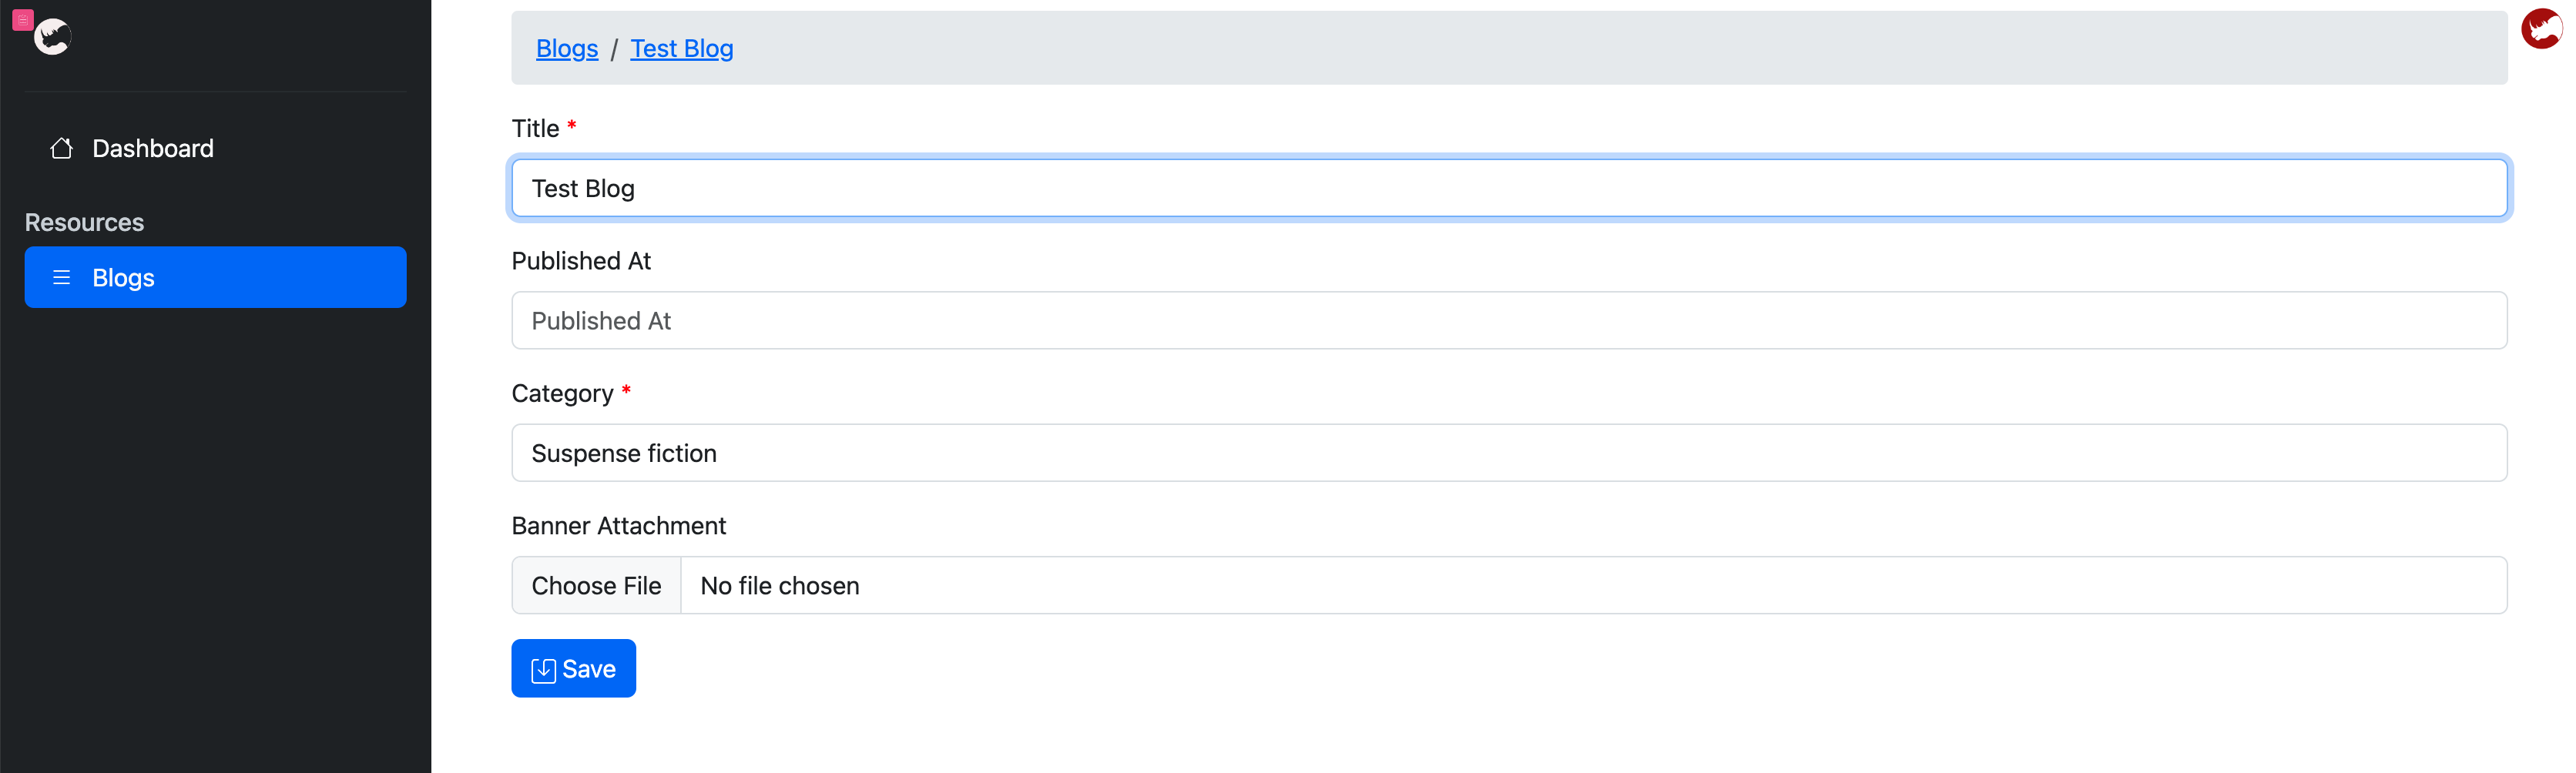 Dashboard
Resources
Blogs
Blogs / Test Blog
Title *
Test Blog
Published At
Published At
Category *
Suspense fiction
Banner Attachment
Choose File No file chosen
Save